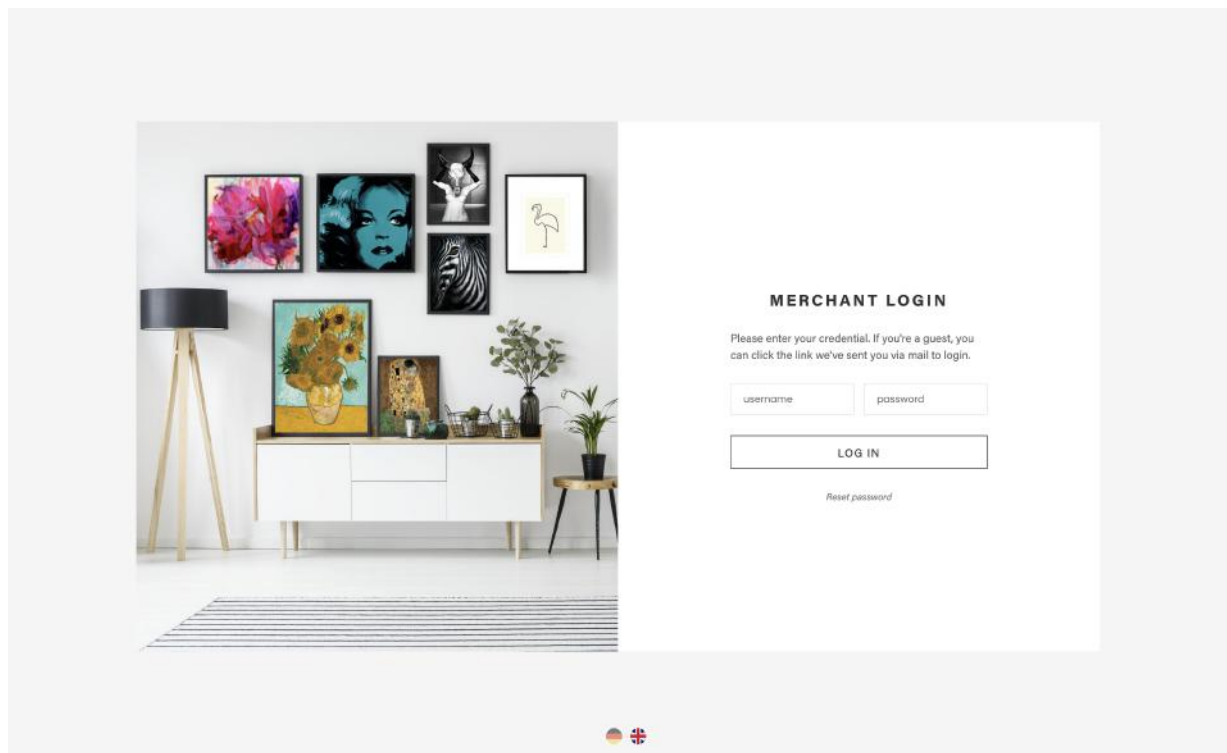 MERCHANT LOGIN
Please enter your credential. If you're a guest, you
can click the link we've sent you via mail to login.
username
password
LOG IN
Reset password